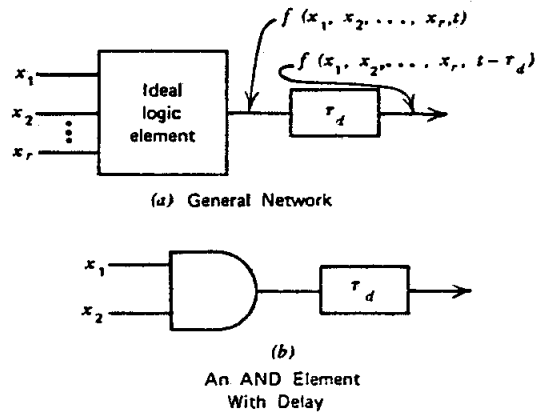 f (x₁, x₂, . . . , xᵣ, t)
f (x₁, x₂, . . . , xᵣ, t − τ_d)
x₁
x₂
xᵣ
Ideal
logic
element
τ_d
(a) General Network
x₁
x₂
τ_d
(b)
An AND Element
With Delay